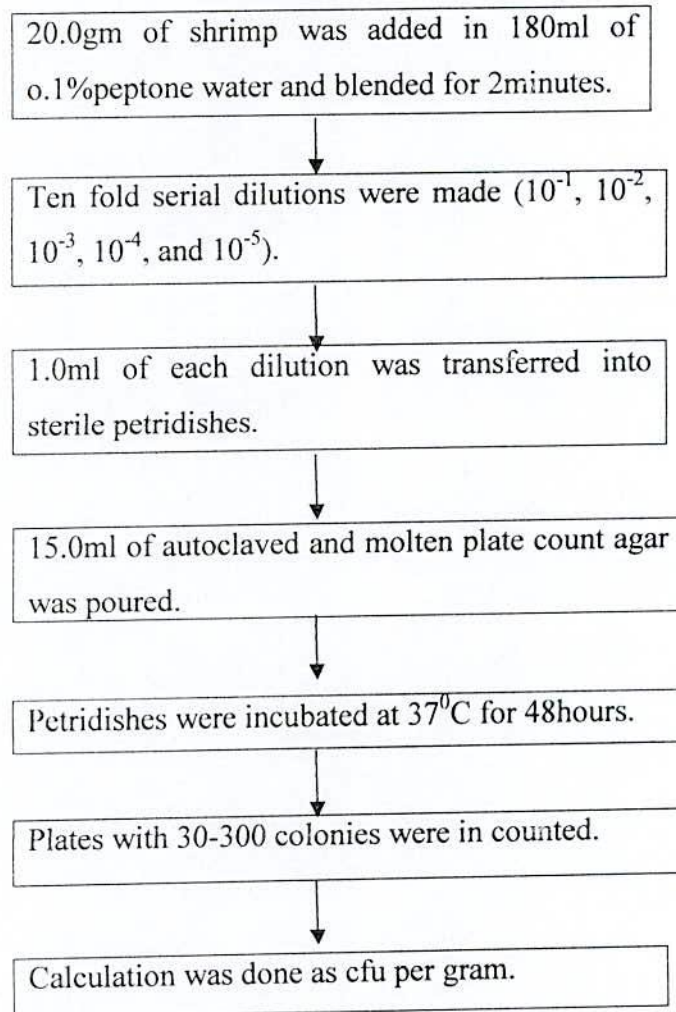 20.0gm of shrimp was added in 180ml of
o.1%peptone water and blended for 2minutes.
Ten fold serial dilutions were made (10⁻¹, 10⁻²,
10⁻³, 10⁻⁴, and 10⁻⁵).
1.0ml of each dilution was transferred into
sterile petridishes.
15.0ml of autoclaved and molten plate count agar
was poured.
Petridishes were incubated at 37⁰C for 48hours.
Plates with 30-300 colonies were in counted.
Calculation was done as cfu per gram.